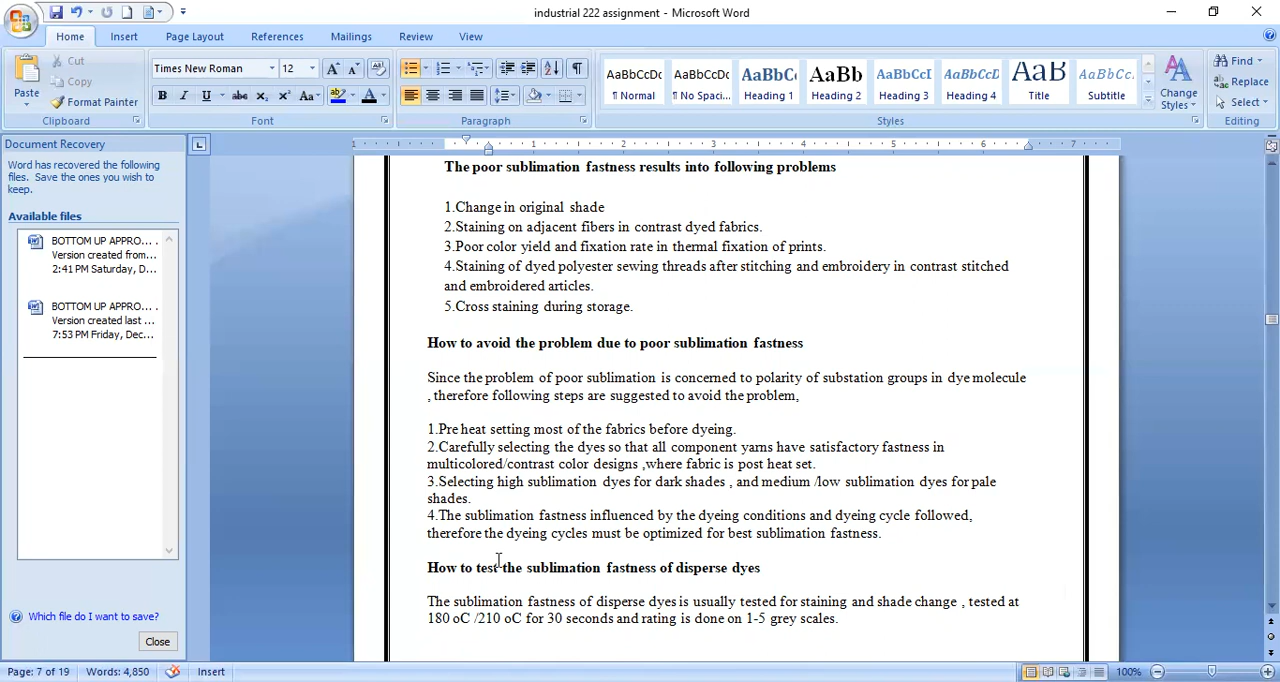 industrial 222 assignment - Microsoft Word
Home Insert Page Layout References Mailings Review View
Paste
Cut
Copy
Format Painter
Clipboard
Times New Roman 12
Font
Paragraph
AaBbCcDc AaBbCcDc AaBbC AaBb AaBbCcI AaBbCcD AaB AaBbCc.
¶ Normal ¶ No Spaci... Heading 1 Heading 2 Heading 3 Heading 4 Title Subtitle
Change Styles
Styles
Find
Replace
Select
Editing
Document Recovery
Word has recovered the following
files. Save the ones you wish to
keep.
Available files
BOTTOM UP APPRO... .
Version created from...
2:41 PM Saturday, D...
BOTTOM UP APPRO... .
Version created last ...
7:53 PM Friday, Dec...
Which file do I want to save?
Close
1 1 2 3 4 5 6 7
The poor sublimation fastness results into following problems
1.Change in original shade
2.Staining on adjacent fibers in contrast dyed fabrics.
3.Poor color yield and fixation rate in thermal fixation of prints.
4.Staining of dyed polyester sewing threads after stitching and embroidery in contrast stitched
and embroidered articles.
5.Cross staining during storage.
How to avoid the problem due to poor sublimation fastness
Since the problem of poor sublimation is concerned to polarity of substation groups in dye molecule
, therefore following steps are suggested to avoid the problem,
1.Pre heat setting most of the fabrics before dyeing.
2.Carefully selecting the dyes so that all component yarns have satisfactory fastness in
multicolored/contrast color designs ,where fabric is post heat set.
3.Selecting high sublimation dyes for dark shades , and medium /low sublimation dyes for pale
shades.
4.The sublimation fastness influenced by the dyeing conditions and dyeing cycle followed,
therefore the dyeing cycles must be optimized for best sublimation fastness.
How to test the sublimation fastness of disperse dyes
The sublimation fastness of disperse dyes is usually tested for staining and shade change , tested at
180 oC /210 oC for 30 seconds and rating is done on 1-5 grey scales.
Page: 7 of 19 Words: 4,850 Insert 100%